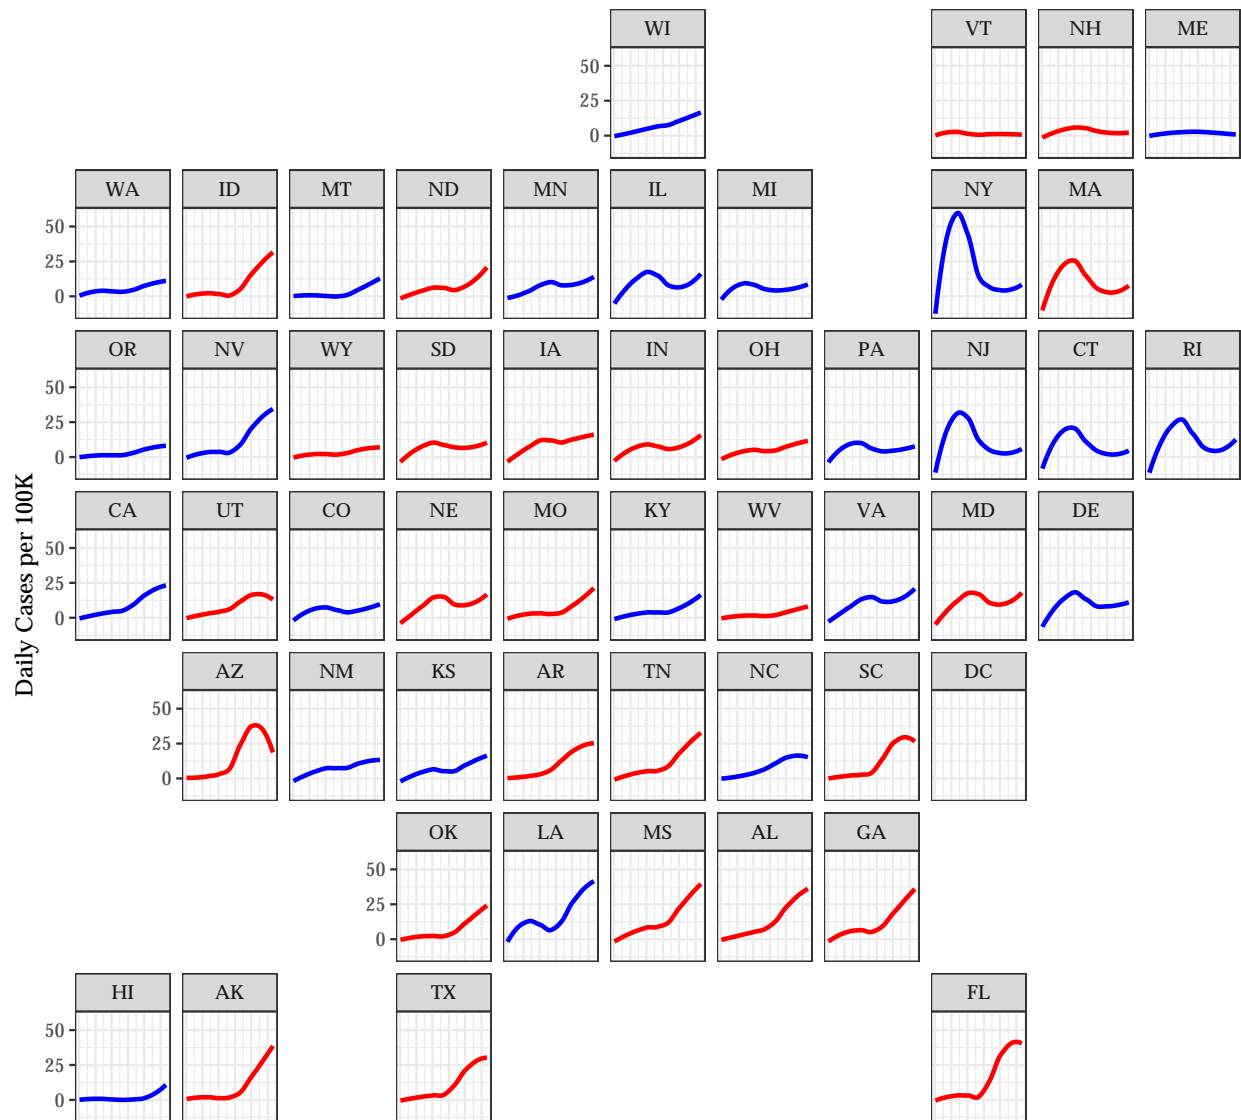 WI VT NH ME
50
25
0
WA ID MT ND MN IL MI NY MA
50
25
0
OR NV WY SD IA IN OH PA NJ CT RI
50
25
0
Daily Cases per 100K
CA UT CO NE MO KY WV VA MD DE
50
25
0
AZ NM KS AR TN NC SC DC
50
25
0
OK LA MS AL GA
50
25
0
HI AK TX FL
50
25
0